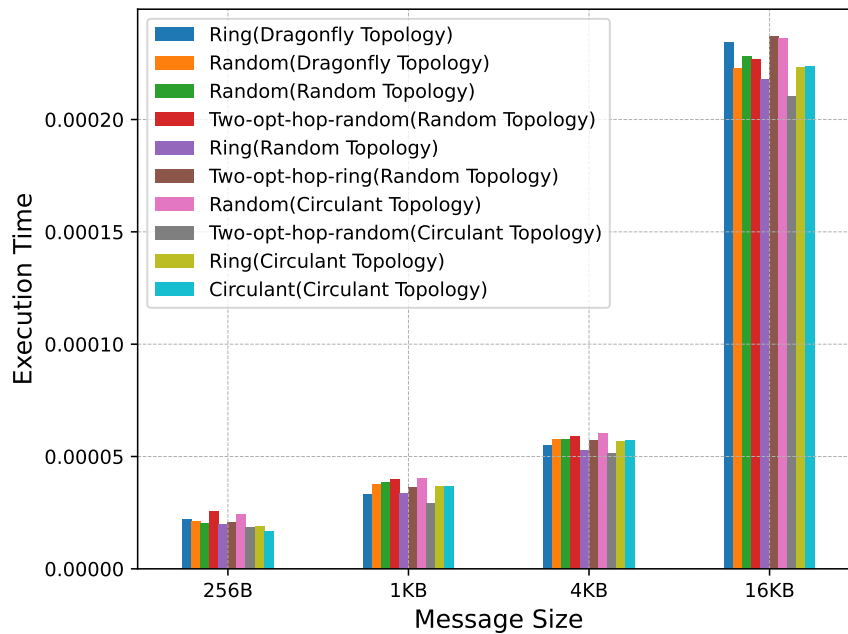 Ring(Dragonfly Topology)
Random(Dragonfly Topology)
Random(Random Topology)
Two-opt-hop-random(Random Topology)
Ring(Random Topology)
Two-opt-hop-ring(Random Topology)
Random(Circulant Topology)
Two-opt-hop-random(Circulant Topology)
Ring(Circulant Topology)
Circulant(Circulant Topology)
Execution Time
0.00020
0.00015
0.00010
0.00005
0.00000
256B 1KB 4KB 16KB
Message Size